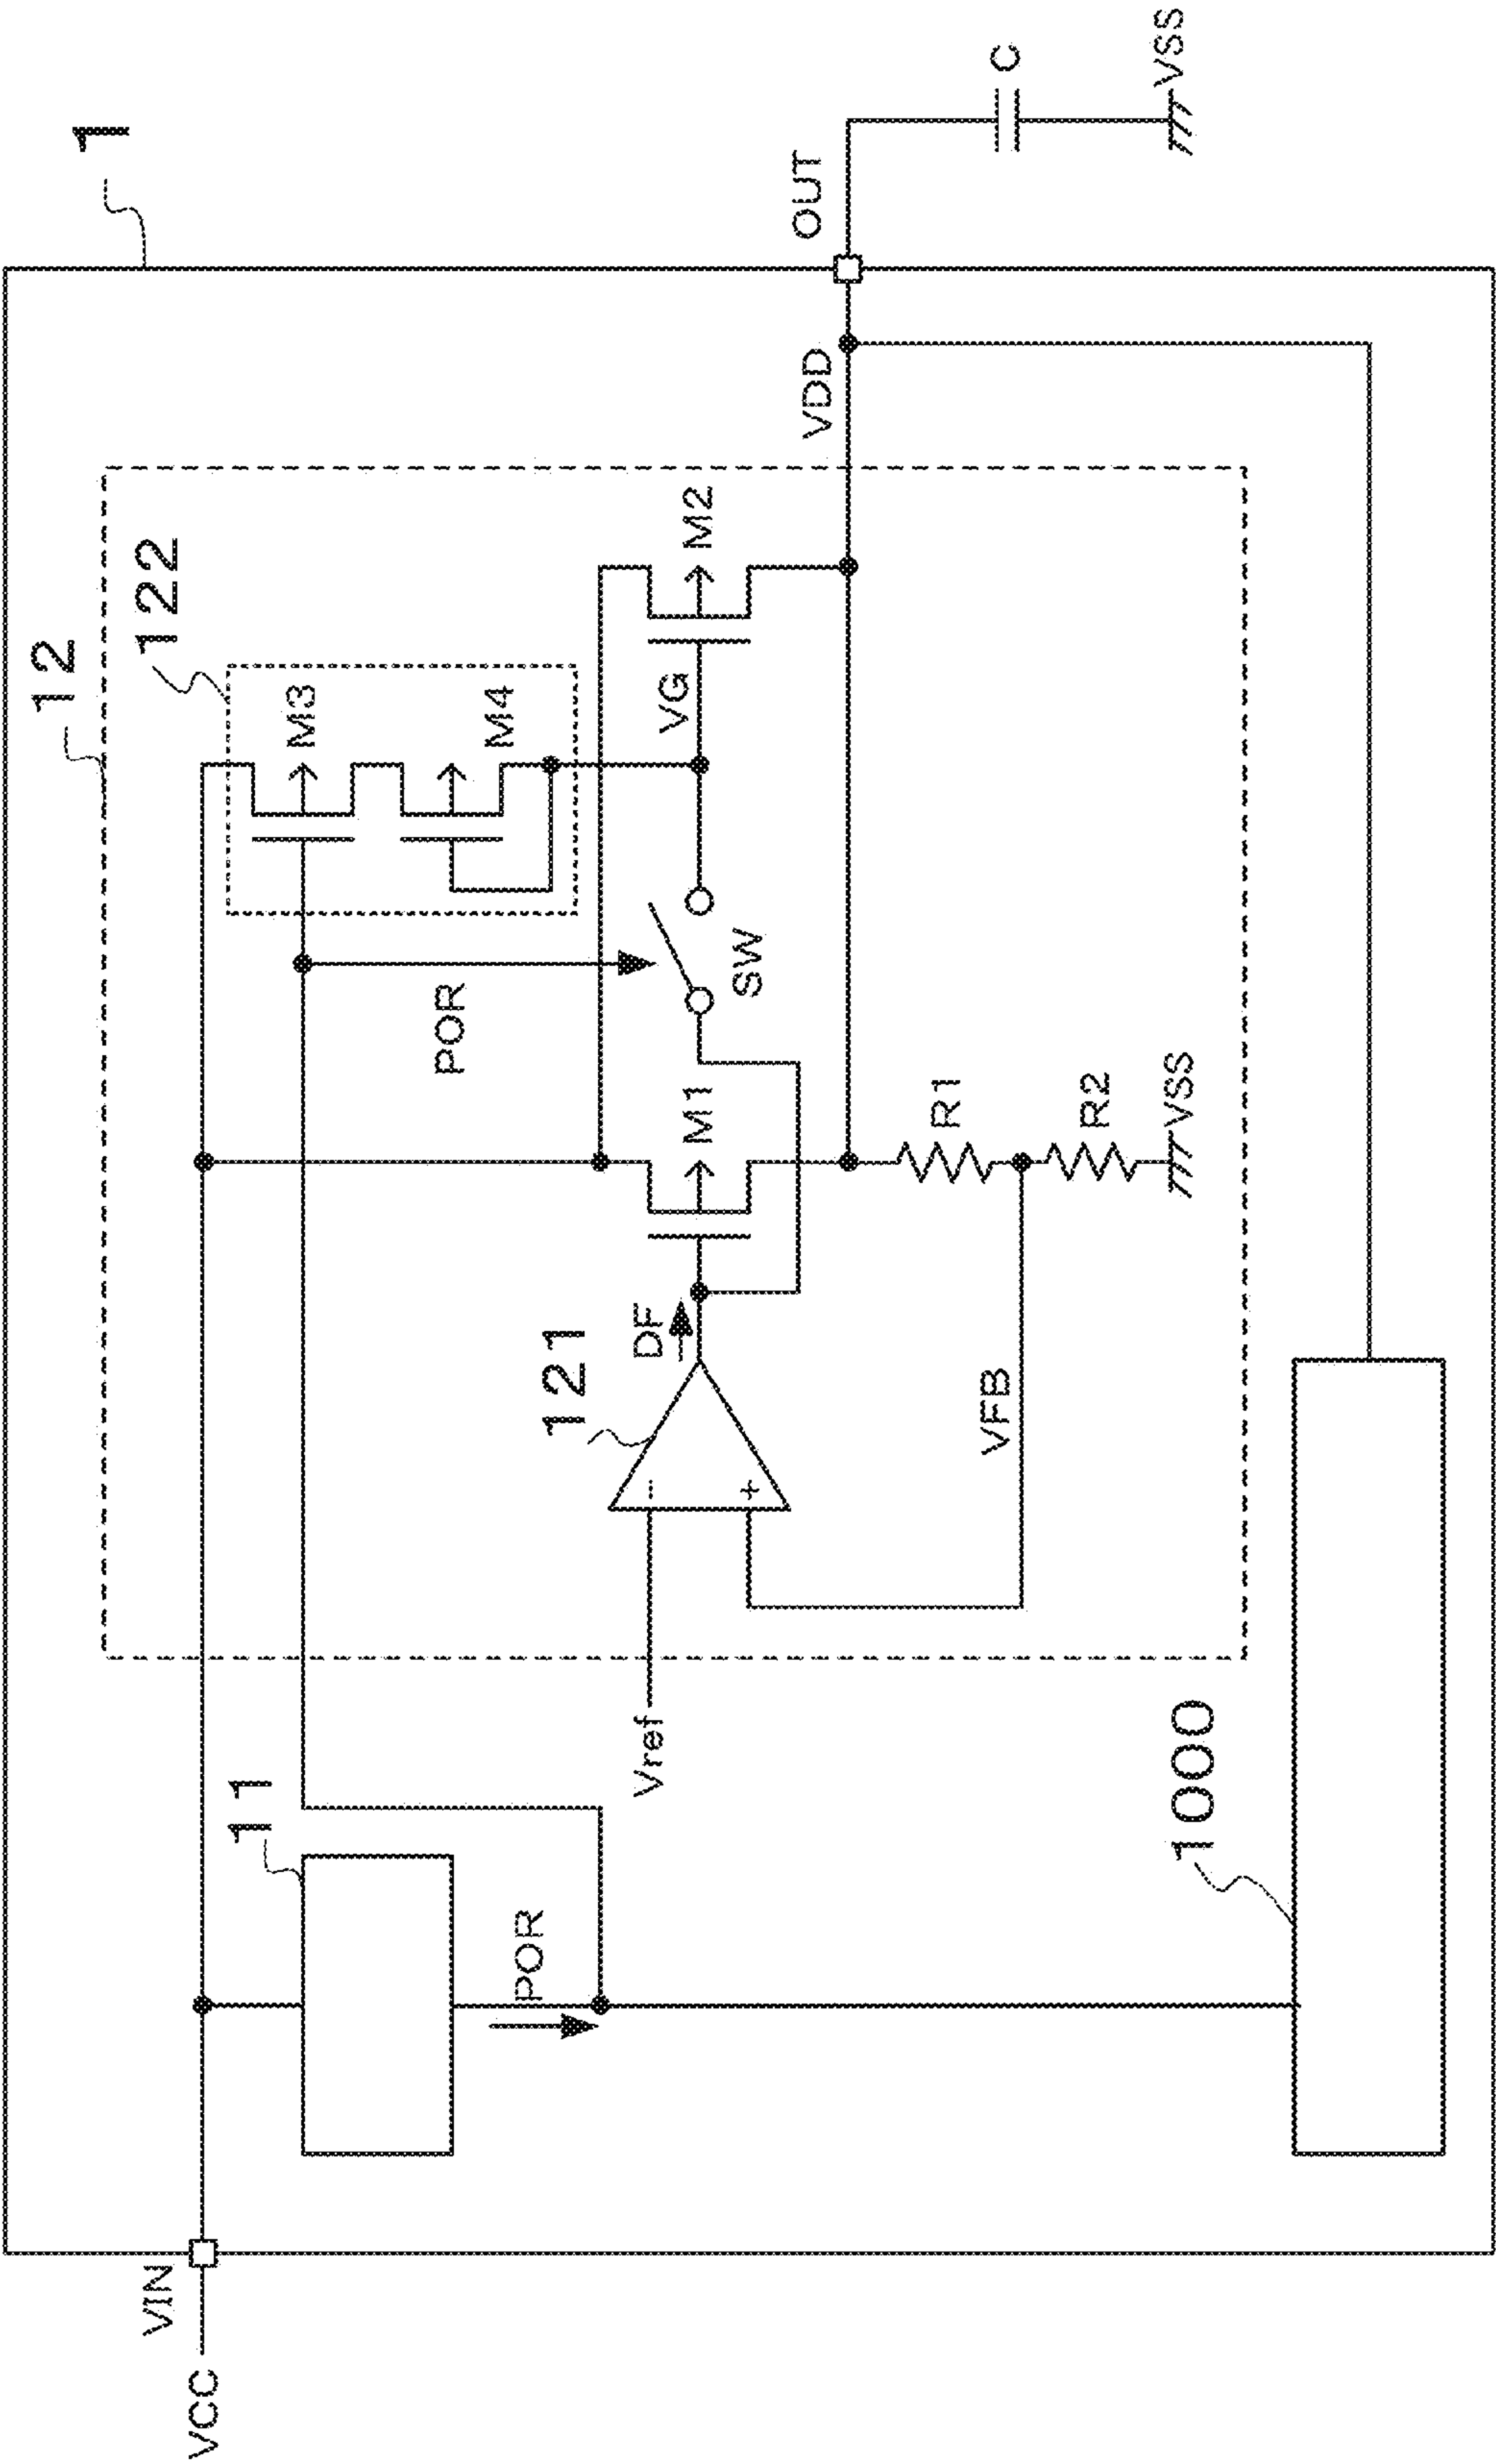 1
12
122
VCC
VIN
11
POR
M3
M4
POR
121
DF
M1
SW
VG
M2
VDD
OUT
C
VSS
Vref
-
+
VFB
R1
R2
VSS
1000